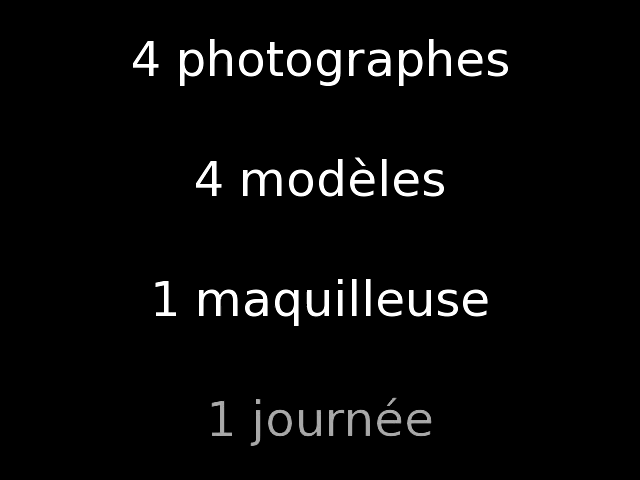 4 photographes
4 modèles
1 maquilleuse
1 journée